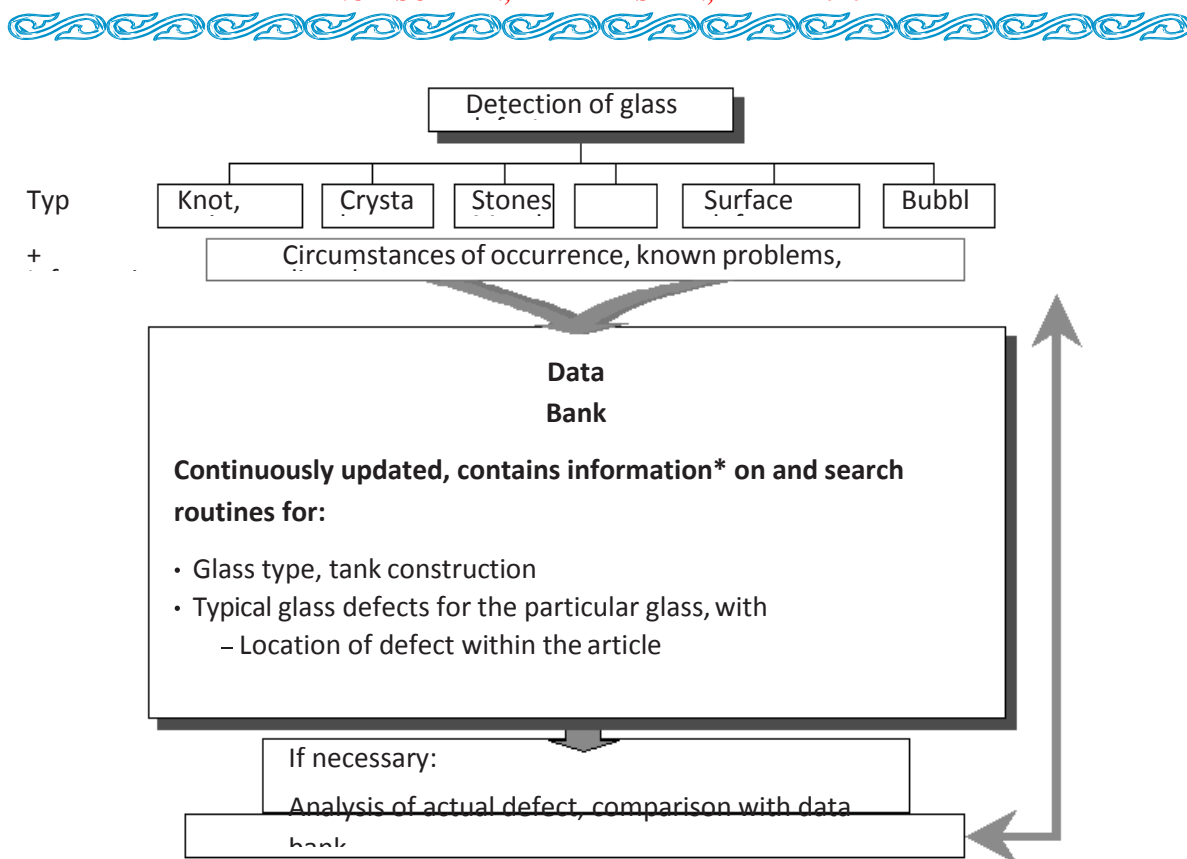 Detection of glass
Typ
Knot,
Crysta
Stones
Surface
Bubbl
+
Circumstances of occurrence, known problems,
Data
Bank
Continuously updated, contains information* on and search
routines for:
• Glass type, tank construction
• Typical glass defects for the particular glass, with
– Location of defect within the article
If necessary:
Analysis of actual defect, comparison with data
bank